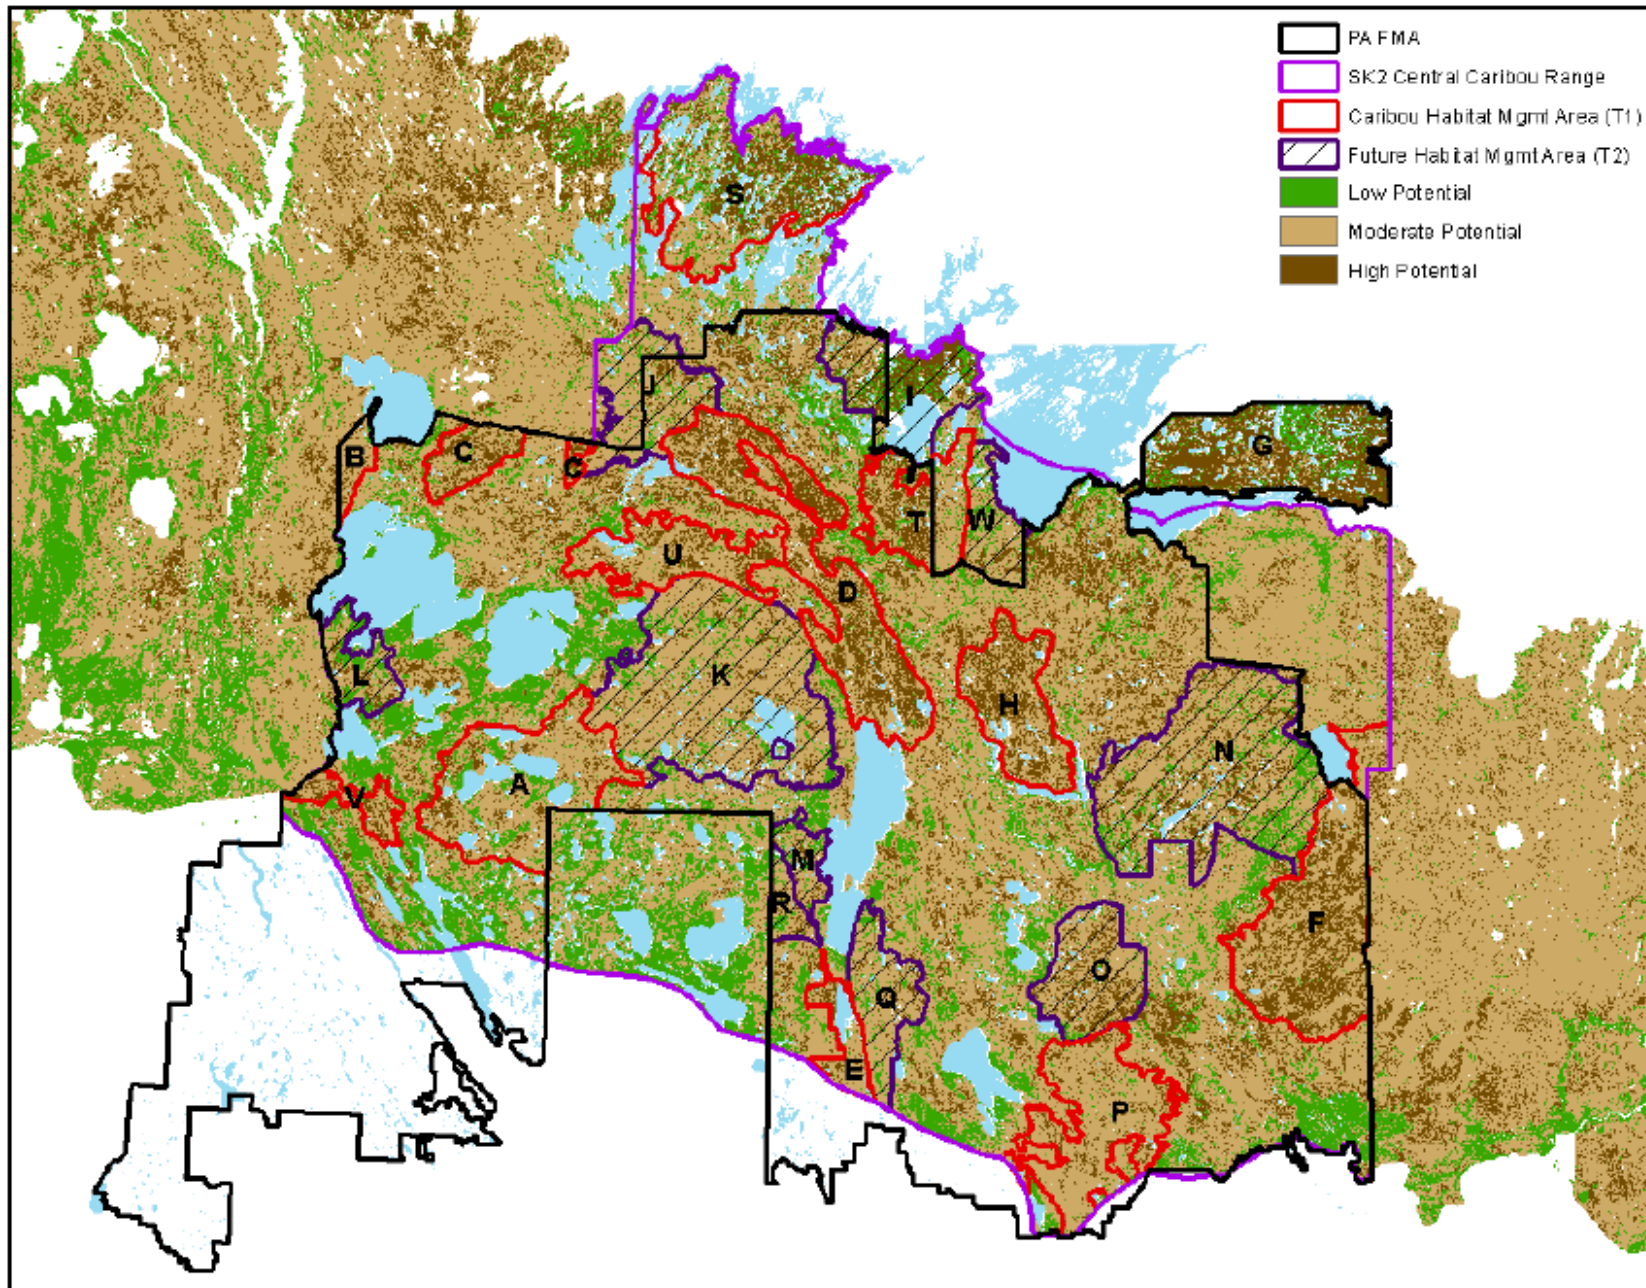 PA FMA
SK2 Central Caribou Range
Caribou Habitat Mgmt Area (T1)
Future Habitat Mgmt Area (T2)
Low Potential
Moderate Potential
High Potential
S
J
I
B
C
C
G
T
W
U
D
L
K
H
N
V
A
M
R
F
Q
O
E
P